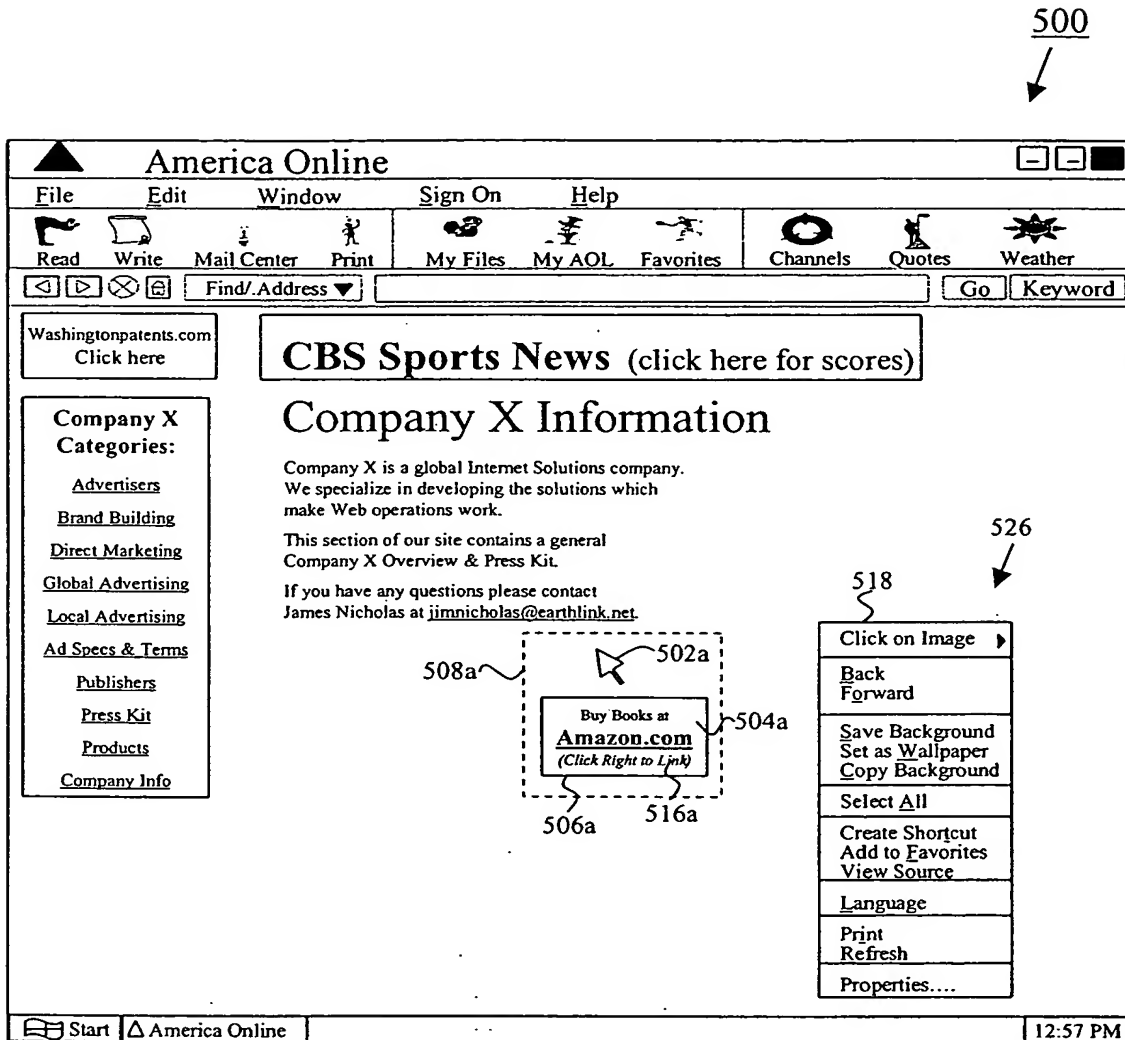 500
America Online
File Edit Window Sign On Help
Read Write Mail Center Print My Files My AOL Favorites Channels Quotes Weather
Find/.Address Go Keyword
Washingtonpatents.com
Click here
CBS Sports News (click here for scores)
Company X
Categories:
Advertisers
Brand Building
Direct Marketing
Global Advertising
Local Advertising
Ad Specs & Terms
Publishers
Press Kit
Products
Company Info
Company X Information
Company X is a global Internet Solutions company.
We specialize in developing the solutions which
make Web operations work.
This section of our site contains a general
Company X Overview & Press Kit.
If you have any questions please contact
James Nicholas at jimnicholas@earthlink.net.
508a
502a
Buy Books at
Amazon.com
(Click Right to Link)
504a
506a
516a
526
518
Click on Image
Back
Forward
Save Background
Set as Wallpaper
Copy Background
Select All
Create Shortcut
Add to Favorites
View Source
Language
Print
Refresh
Properties....
Start America Online 12:57 PM